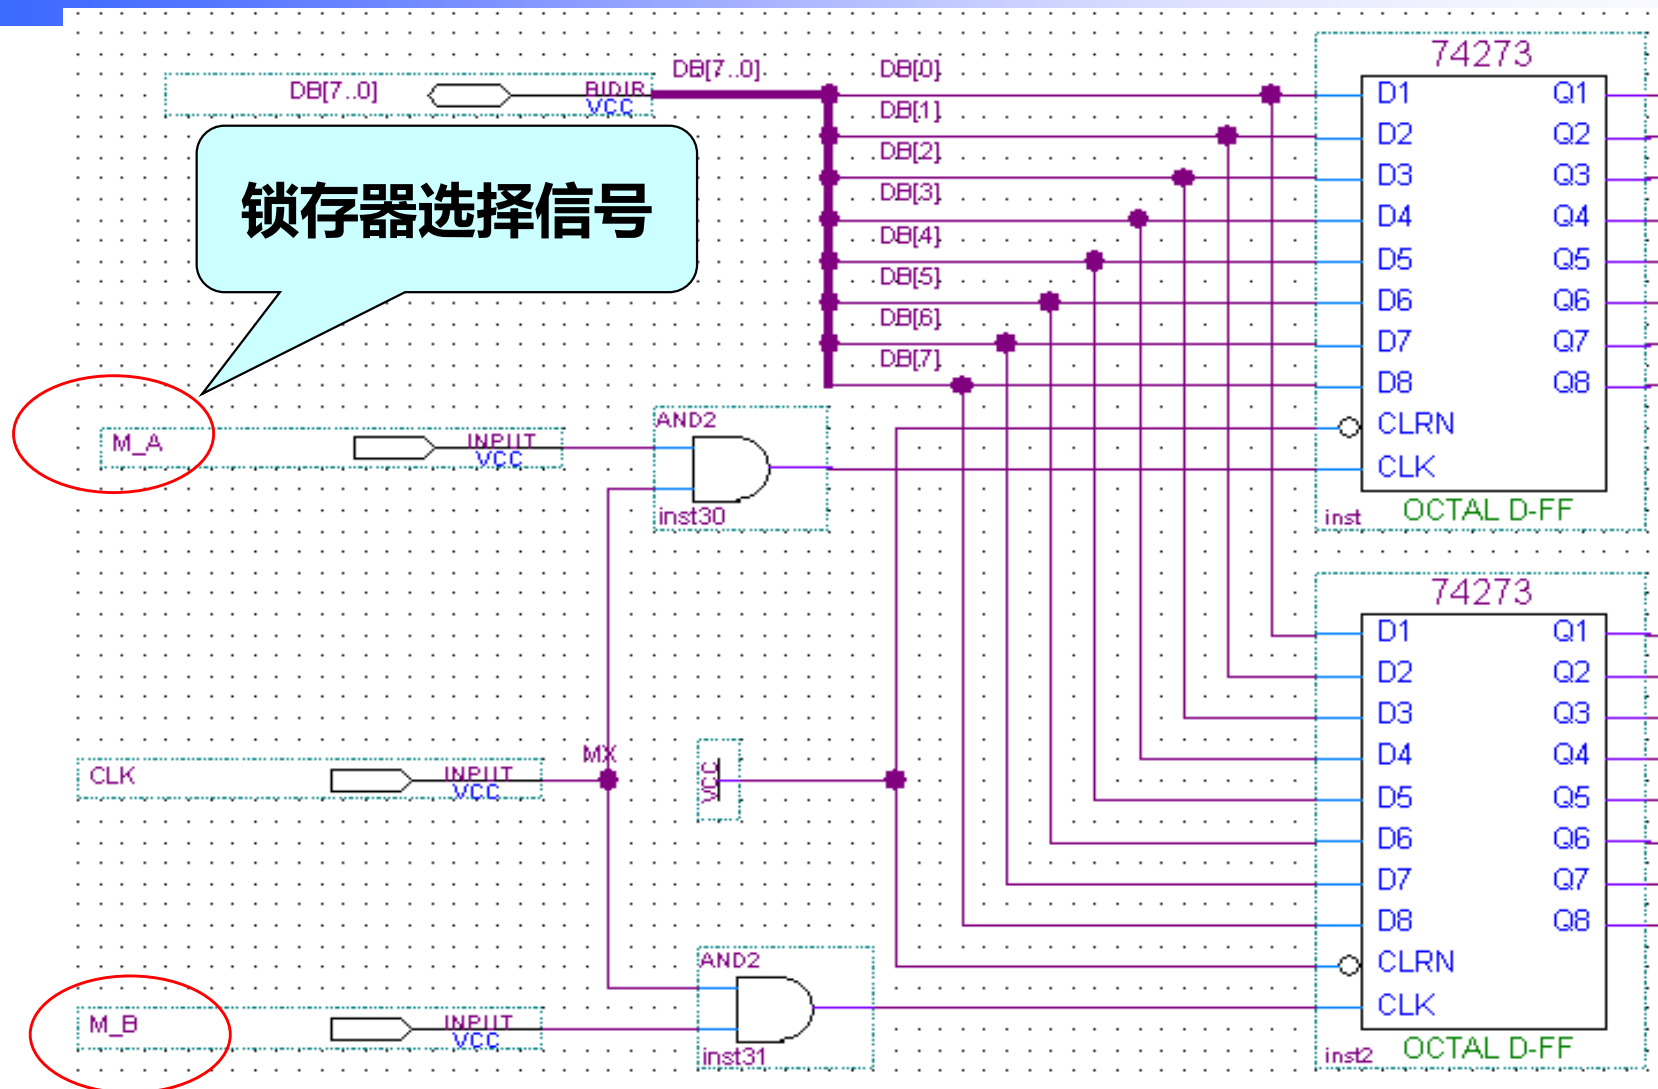 74273
DB[7..0]
BIDIR
VCC
DB[7..0]
DB[0]
DB[1]
DB[2]
DB[3]
DB[4]
DB[5]
DB[6]
DB[7]
D1 Q1
D2 Q2
D3 Q3
D4 Q4
D5 Q5
D6 Q6
D7 Q7
D8 Q8
CLRN
CLK
inst
OCTAL D-FF
锁存器选择信号
M_A
INPUT
VCC
AND2
inst30
CLK
INPUT
VCC
MX
VCC
74273
D1 Q1
D2 Q2
D3 Q3
D4 Q4
D5 Q5
D6 Q6
D7 Q7
D8 Q8
CLRN
CLK
inst2
OCTAL D-FF
M_B
INPUT
VCC
AND2
inst31